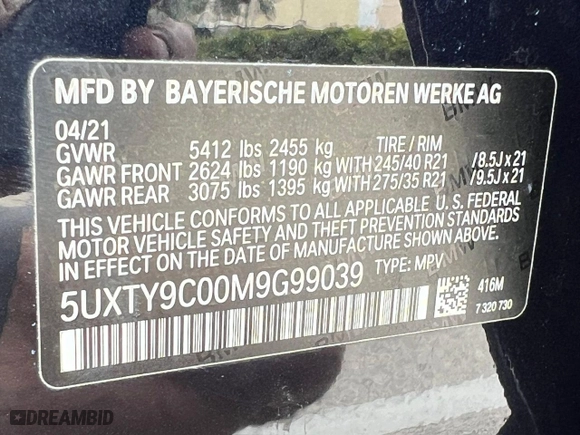 MFD BY BAYERISCHE MOTOREN WERKE AG
04/21
GVWR 5412 lbs 2455 kg TIRE / RIM
GAWR FRONT 2624 lbs 1190 kg WITH 245/40 R21 /8.5J x 21
GAWR REAR 3075 lbs 1395 kg WITH 275/35 R21 /9.5J x 21
THIS VEHICLE CONFORMS TO ALL APPLICABLE U.S. FEDERAL
MOTOR VEHICLE SAFETY AND THEFT PREVENTION STANDARDS
IN EFFECT ON THE DATE OF MANUFACTURE SHOWN ABOVE.
5UXTY9C00M9G99039 TYPE: MPV
416M
7 320 730
DREAMBID